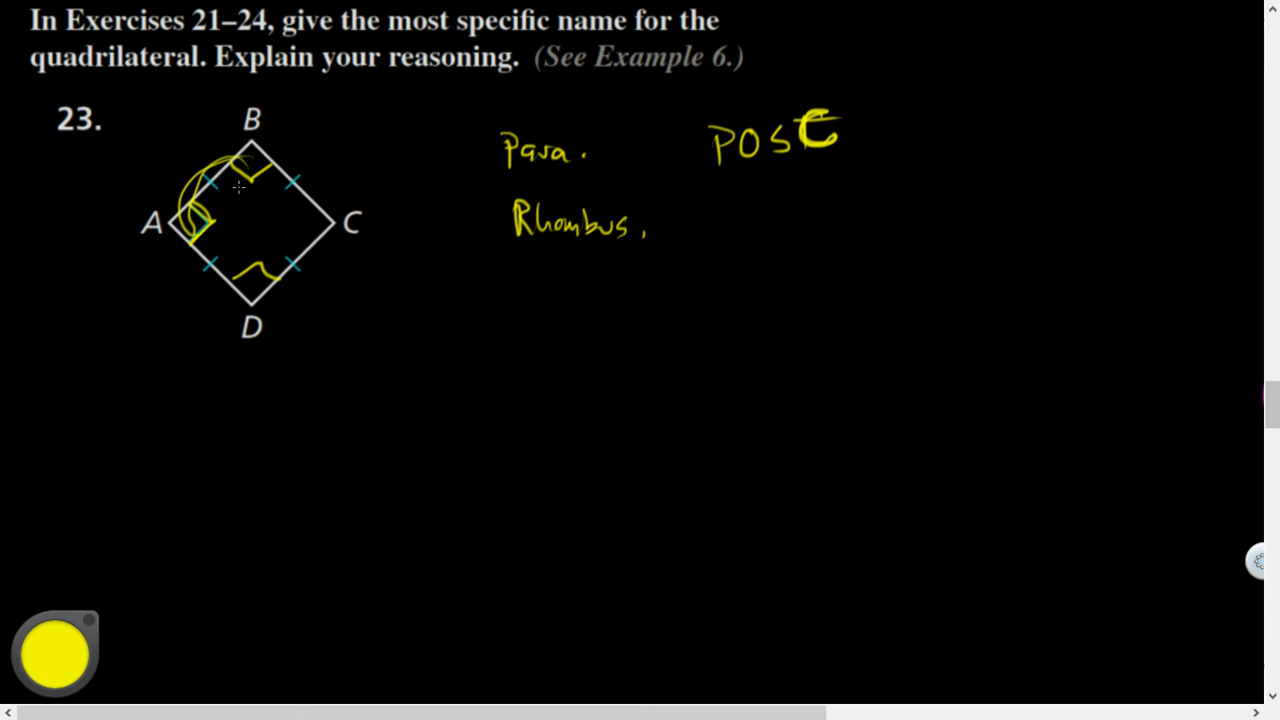 In Exercises 21–24, give the most specific name for the
quadrilateral. Explain your reasoning. (See Example 6.)
23.
B
Para.
POSC
A
C
Rhombus.
D